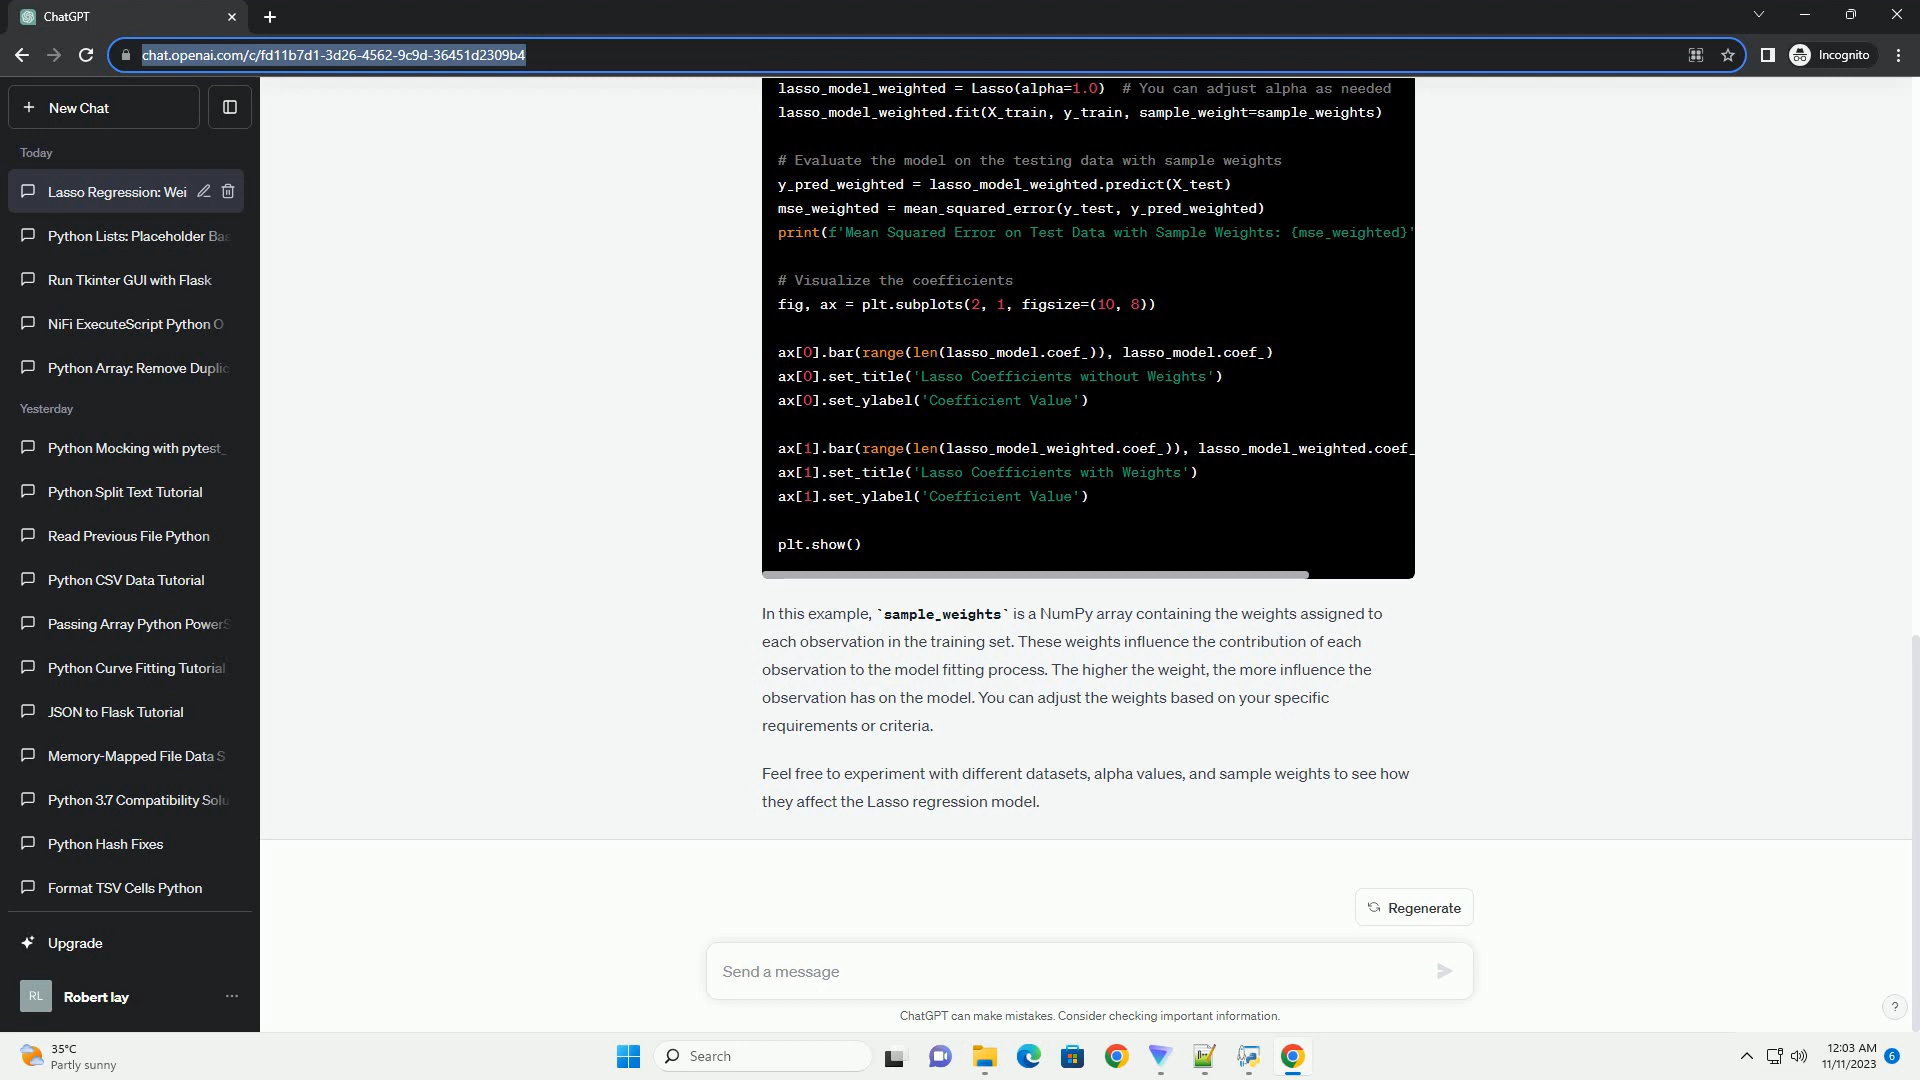 ChatGPT
chat.openai.com/c/fd11b7d1-3d26-4562-9c9d-36451d2309b4
Incognito
New Chat
Today
Lasso Regression: Wei
Python Lists: Placeholder Bas
Run Tkinter GUI with Flask
NiFi ExecuteScript Python O
Python Array: Remove Duplic
Yesterday
Python Mocking with pytest_
Python Split Text Tutorial
Read Previous File Python
Python CSV Data Tutorial
Passing Array Python PowerS
Python Curve Fitting Tutorial
JSON to Flask Tutorial
Memory-Mapped File Data S
Python 3.7 Compatibility Solu
Python Hash Fixes
Format TSV Cells Python
Upgrade
RL Robert lay
lasso_model_weighted = Lasso(alpha=1.0)  # You can adjust alpha as needed
lasso_model_weighted.fit(X_train, y_train, sample_weight=sample_weights)
# Evaluate the model on the testing data with sample weights
y_pred_weighted = lasso_model_weighted.predict(X_test)
mse_weighted = mean_squared_error(y_test, y_pred_weighted)
print(f'Mean Squared Error on Test Data with Sample Weights: {mse_weighted}'
# Visualize the coefficients
fig, ax = plt.subplots(2, 1, figsize=(10, 8))
ax[0].bar(range(len(lasso_model.coef_)), lasso_model.coef_)
ax[0].set_title('Lasso Coefficients without Weights')
ax[0].set_ylabel('Coefficient Value')
ax[1].bar(range(len(lasso_model_weighted.coef_)), lasso_model_weighted.coef_
ax[1].set_title('Lasso Coefficients with Weights')
ax[1].set_ylabel('Coefficient Value')
plt.show()
In this example, `sample_weights` is a NumPy array containing the weights assigned to
each observation in the training set. These weights influence the contribution of each
observation to the model fitting process. The higher the weight, the more influence the
observation has on the model. You can adjust the weights based on your specific
requirements or criteria.
Feel free to experiment with different datasets, alpha values, and sample weights to see how
they affect the Lasso regression model.
Regenerate
Send a message
ChatGPT can make mistakes. Consider checking important information.
?
35°C
Partly sunny
Search
12:03 AM
11/11/2023
6